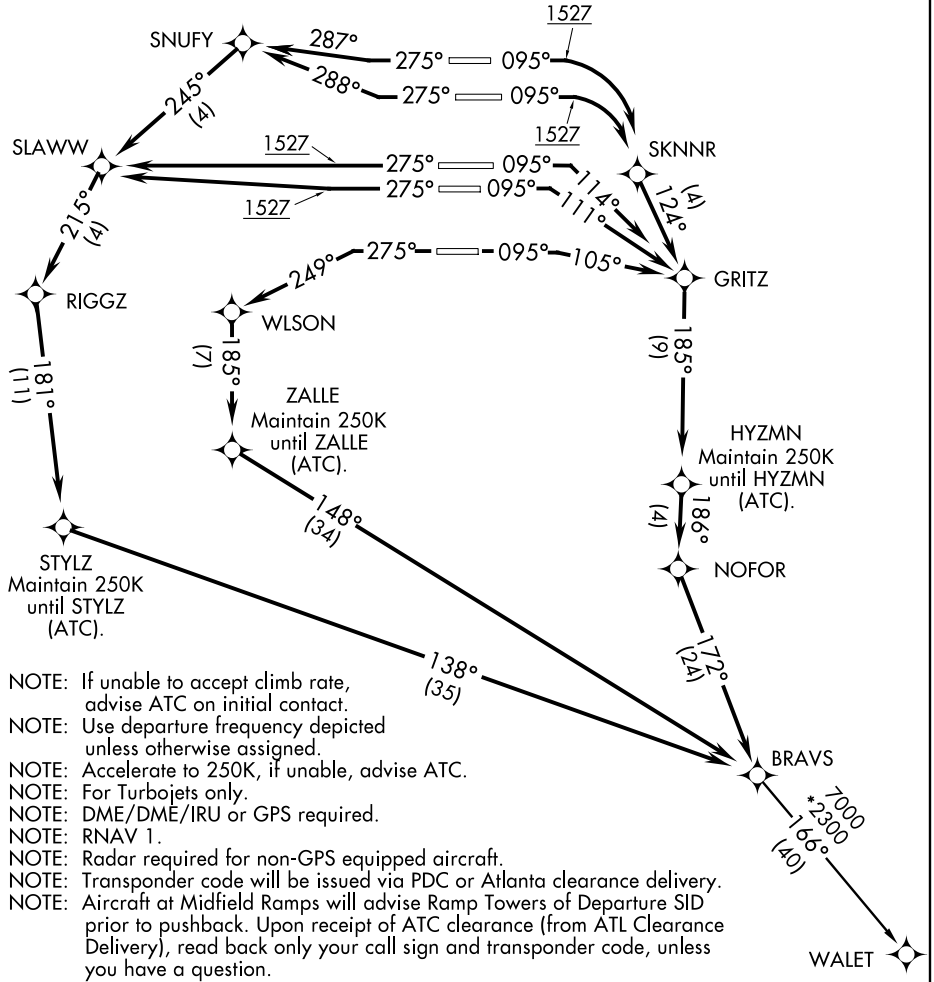 1527
SNUFY
287°
275°
095°
288°
275°
095°
245°
(4)
1527
SLAWW
1527
275°
095°
SKNNR
275°
095°
114°
111°
(4)
124°
1527
215°
(4)
275°
095°
105°
249°
GRITZ
RIGGZ
WLSON
185°
(7)
185°
(9)
181°
(11)
ZALLE
Maintain 250K
until ZALLE
(ATC).
HYZMN
Maintain 250K
until HYZMN
(ATC).
148°
(34)
186°
(4)
STYLZ
Maintain 250K
until STYLZ
(ATC).
NOFOR
138°
(35)
172°
(24)
BRAVS
7000
*2300
166°
(40)
WALET
NOTE: If unable to accept climb rate,
advise ATC on initial contact.
NOTE: Use departure frequency depicted
unless otherwise assigned.
NOTE: Accelerate to 250K, if unable, advise ATC.
NOTE: For Turbojets only.
NOTE: DME/DME/IRU or GPS required.
NOTE: RNAV 1.
NOTE: Radar required for non-GPS equipped aircraft.
NOTE: Transponder code will be issued via PDC or Atlanta clearance delivery.
NOTE: Aircraft at Midfield Ramps will advise Ramp Towers of Departure SID
prior to pushback. Upon receipt of ATC clearance (from ATL Clearance
Delivery), read back only your call sign and transponder code, unless
you have a question.